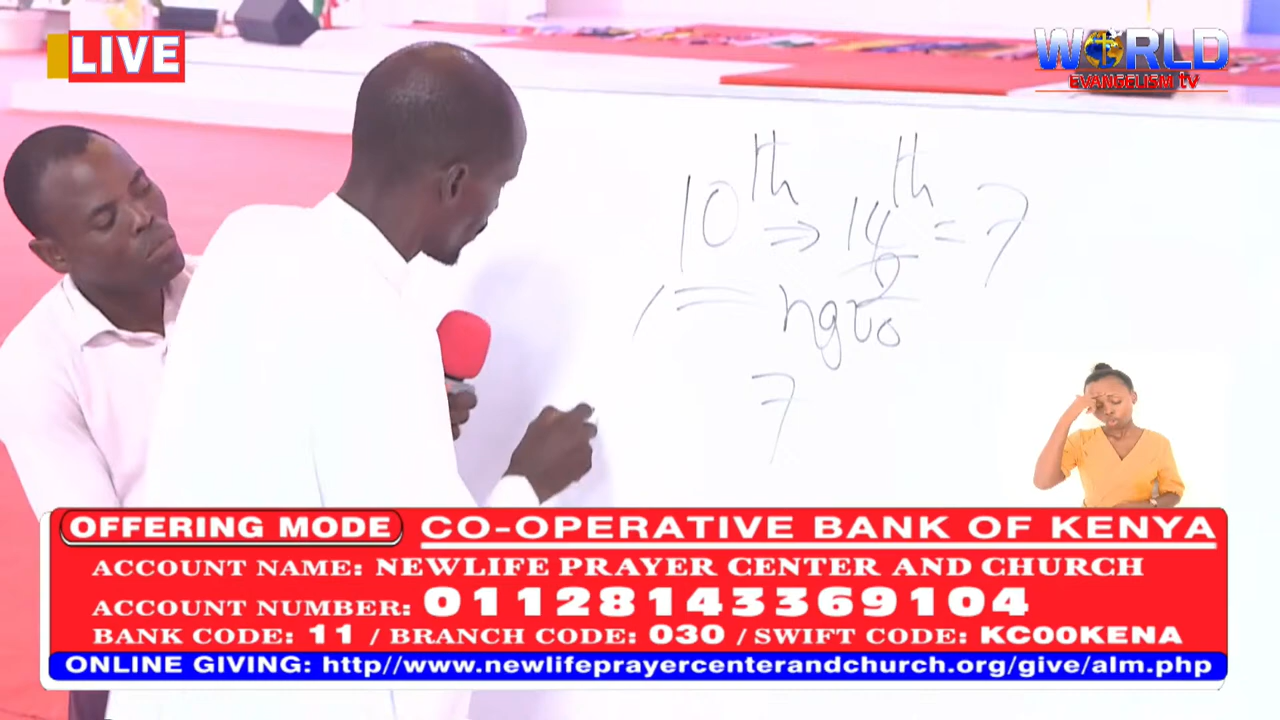 LIVE
WORLD
EVANGELISM TV
10th ⇒ 14th = 7
2
7
OFFERING MODE CO-OPERATIVE BANK OF KENYA
ACCOUNT NAME: NEWLIFE PRAYER CENTER AND CHURCH
ACCOUNT NUMBER: 01128143369104
BANK CODE: 11 / BRANCH CODE: 030 / SWIFT CODE: KC00KENA
ONLINE GIVING: http//www.newlifeprayercenterandchurch.org/give/alm.php